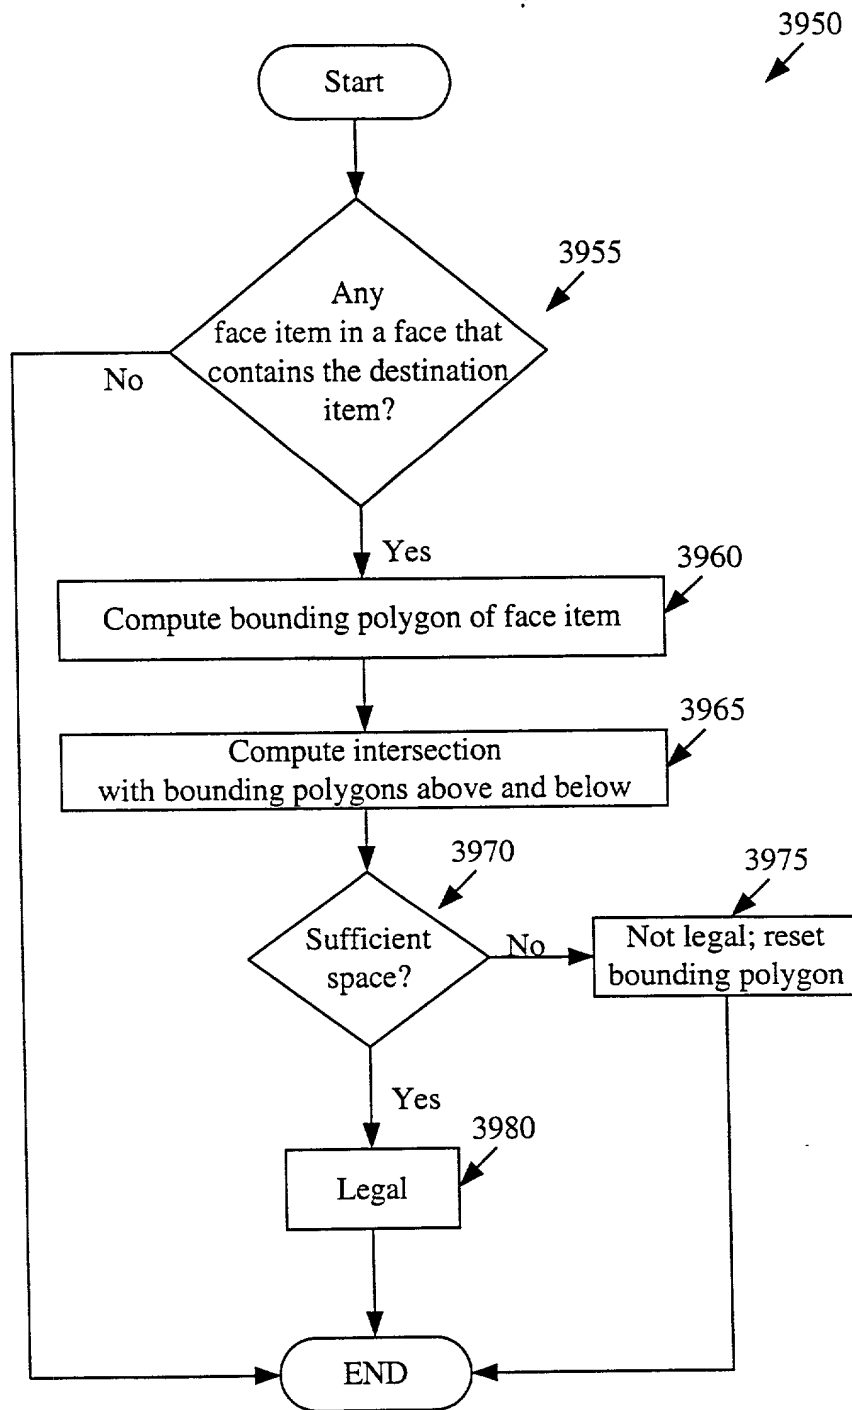 3950
Start
3955
Any
face item in a face that
contains the destination
item?
No
Yes
3960
Compute bounding polygon of face item
3965
Compute intersection
with bounding polygons above and below
3970
3975
Sufficient
space?
No
Not legal; reset
bounding polygon
Yes
3980
Legal
END